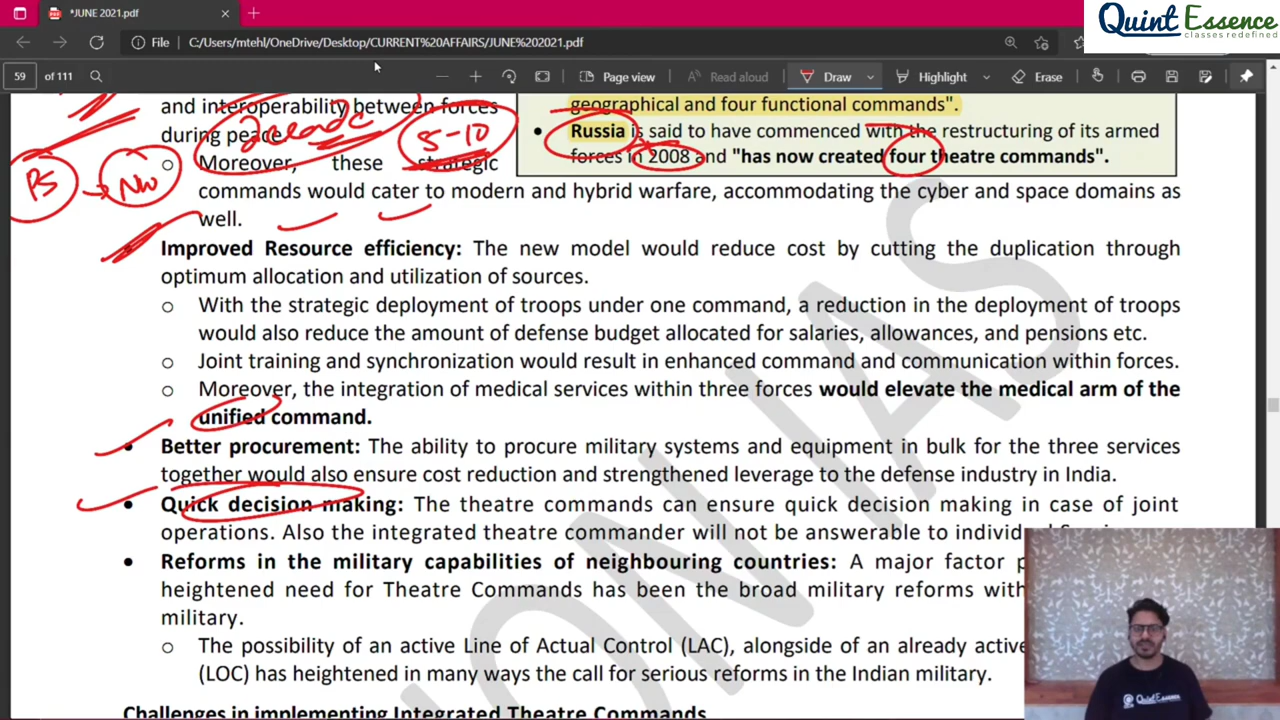 *JUNE 2021.pdf
Quint Essence
classes redefined
File
C:/Users/mtehl/OneDrive/Desktop/CURRENT%20AFFAIRS/JUNE%202021.pdf
59 of 111
Page view
Read aloud
Draw
Highlight
Erase
and interoperability between forces
during peace
Moreover, these strategic
commands would cater to modern and hybrid warfare, accommodating the cyber and space domains as
well.
geographical and four functional commands".
Russia is said to have commenced with the restructuring of its armed
forces in 2008 and "has now created four theatre commands".
2 decade
5-10
PS → NW
Improved Resource efficiency: The new model would reduce cost by cutting the duplication through
optimum allocation and utilization of sources.
With the strategic deployment of troops under one command, a reduction in the deployment of troops
would also reduce the amount of defense budget allocated for salaries, allowances, and pensions etc.
Joint training and synchronization would result in enhanced command and communication within forces.
Moreover, the integration of medical services within three forces would elevate the medical arm of the
unified command.
Better procurement: The ability to procure military systems and equipment in bulk for the three services
together would also ensure cost reduction and strengthened leverage to the defense industry in India.
Quick decision making: The theatre commands can ensure quick decision making in case of joint
operations. Also the integrated theatre commander will not be answerable to individ
Reforms in the military capabilities of neighbouring countries: A major factor p
heightened need for Theatre Commands has been the broad military reforms with
military.
The possibility of an active Line of Actual Control (LAC), alongside of an already active
(LOC) has heightened in many ways the call for serious reforms in the Indian military.
Challenges in implementing Integrated Theatre Commands
ION IAS
Quint Essence